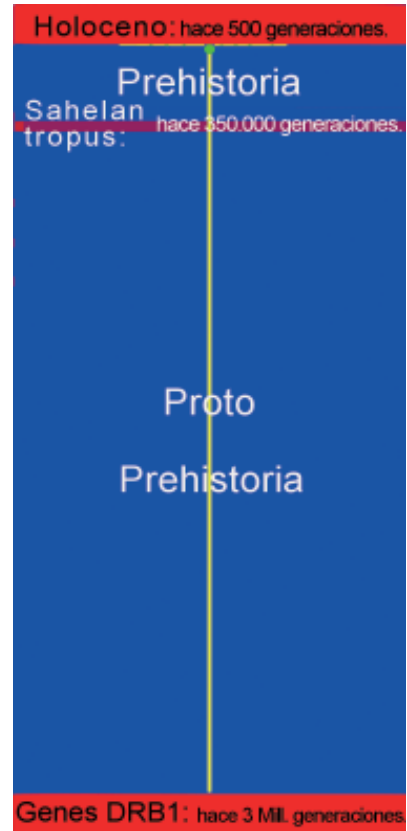 Holoceno: hace 500 generaciones.
Prehistoria
Sahelan
tropus: hace 350.000 generaciones.
Proto
Prehistoria
Genes DRB1: hace 3 Mill. generaciones.